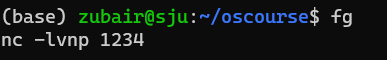 (base) zubair@sju:~/oscourse$ fg
nc -lvnp 1234